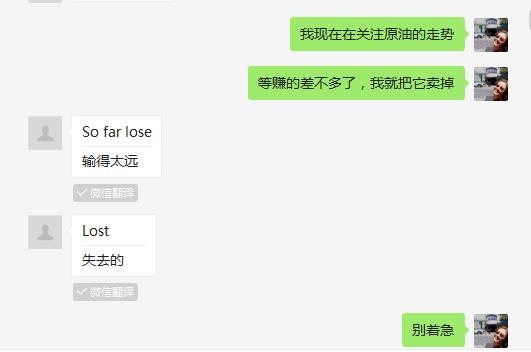 我现在在关注原油的走势
等赚的差不多了，我就把它卖掉
So far lose
输得太远
微信翻译
Lost
失去的
微信翻译
别着急